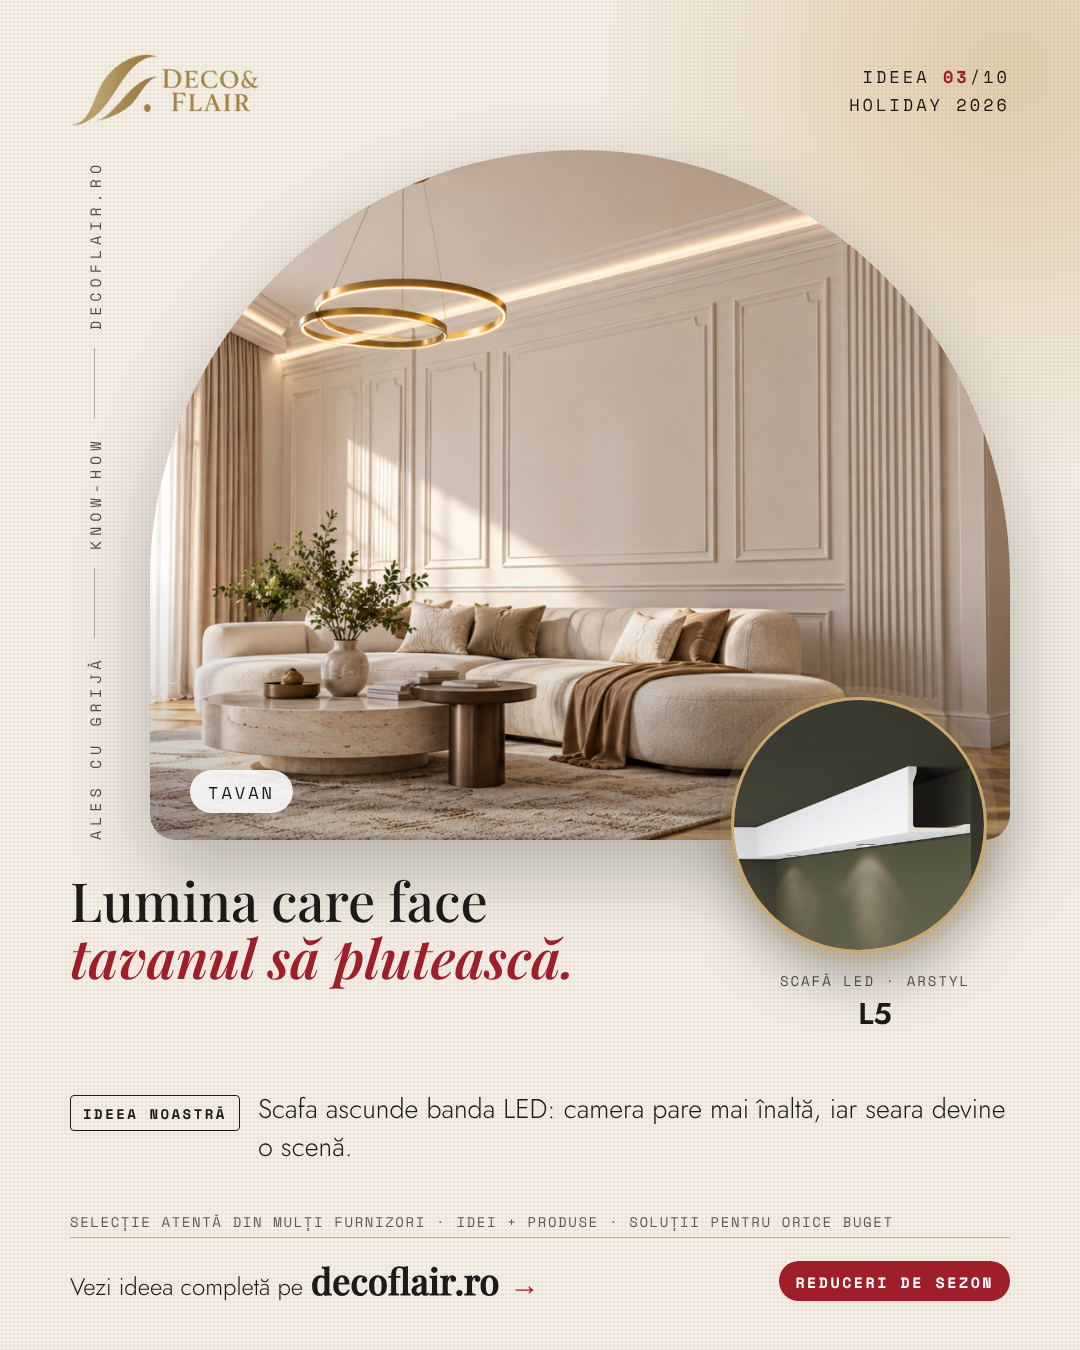 DECO&
FLAIR
IDEEA 03/10
HOLIDAY 2026
ALES CU GRIJĂ
KNOW-HOW
DECOFLAIR.RO
TAVAN
Lumina care face
tavanul să plutească.
SCAFĂ LED · ARSTYL
L5
IDEEA NOASTRĂ
Scafa ascunde banda LED: camera pare mai înaltă, iar seara devine
o scenă.
SELECȚIE ATENTĂ DIN MULȚI FURNIZORI · IDEI + PRODUSE · SOLUȚII PENTRU ORICE BUGET
Vezi ideea completă pe decoflair.ro →
REDUCERI DE SEZON